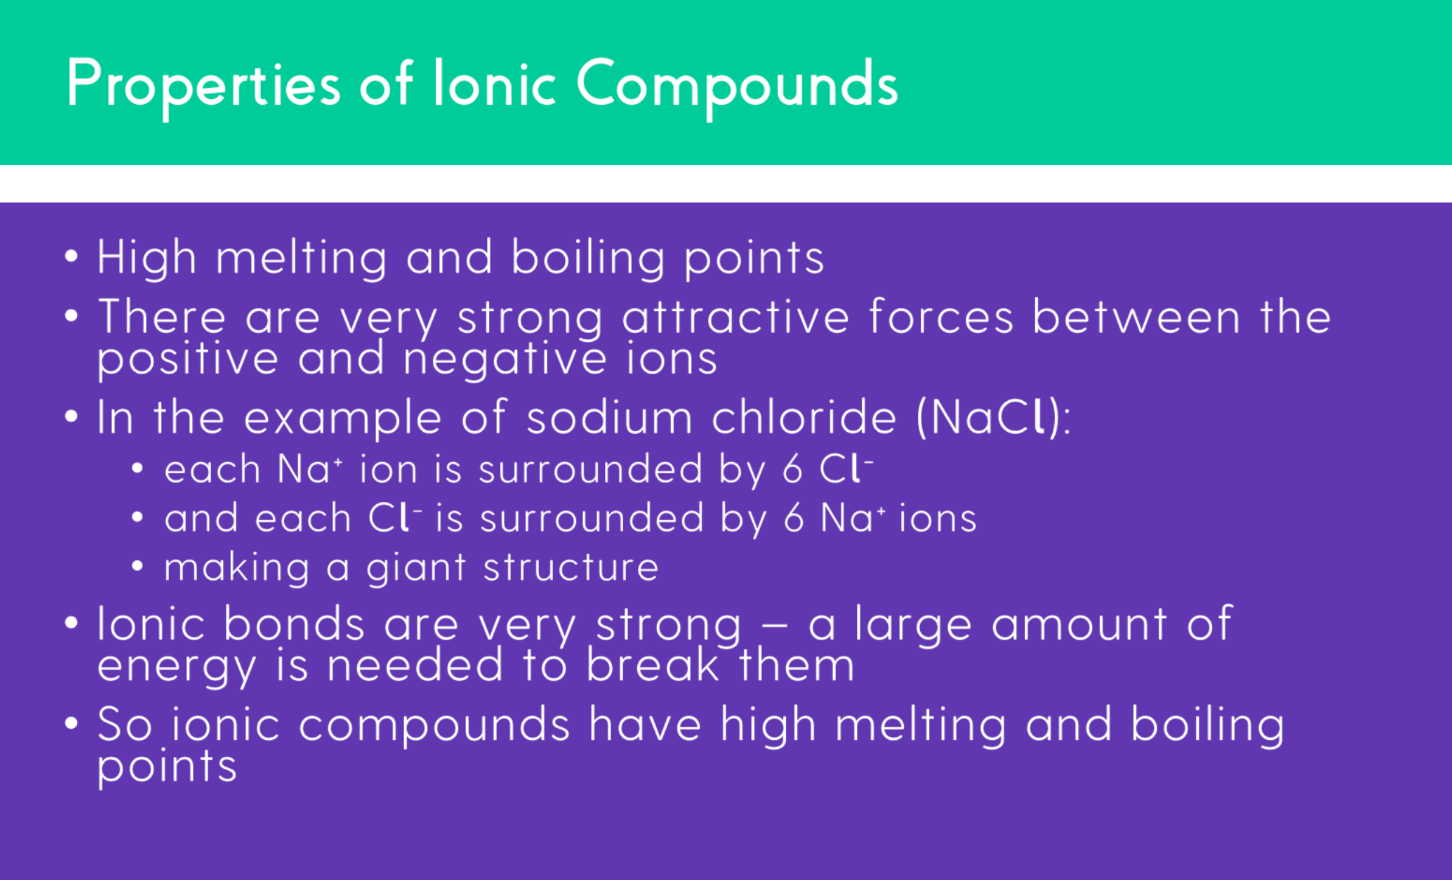 Properties of Ionic Compounds
• High melting and boiling points
• There are very strong attractive forces between the
positive and negative ions
• In the example of sodium chloride (NaCl):
• each Na⁺ ion is surrounded by 6 Cl⁻
• and each Cl⁻ is surrounded by 6 Na⁺ ions
• making a giant structure
• Ionic bonds are very strong – a large amount of
energy is needed to break them
• So ionic compounds have high melting and boiling
points